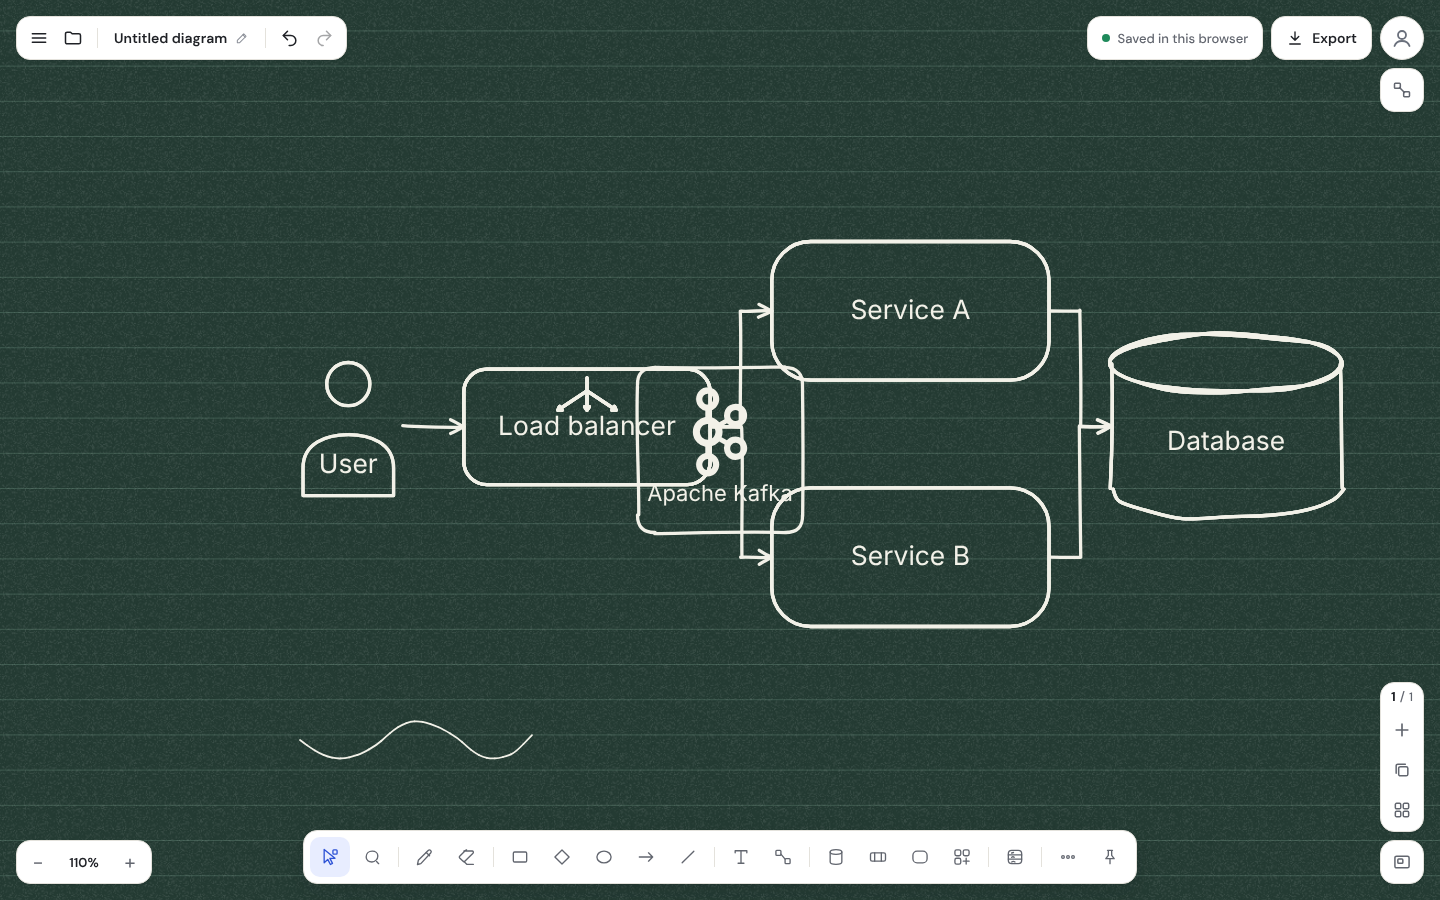 Untitled diagram
Saved in this browser
Export
Service A
Load balancer
User
Database
Apache Kafka
Service B
1 / 1
110%